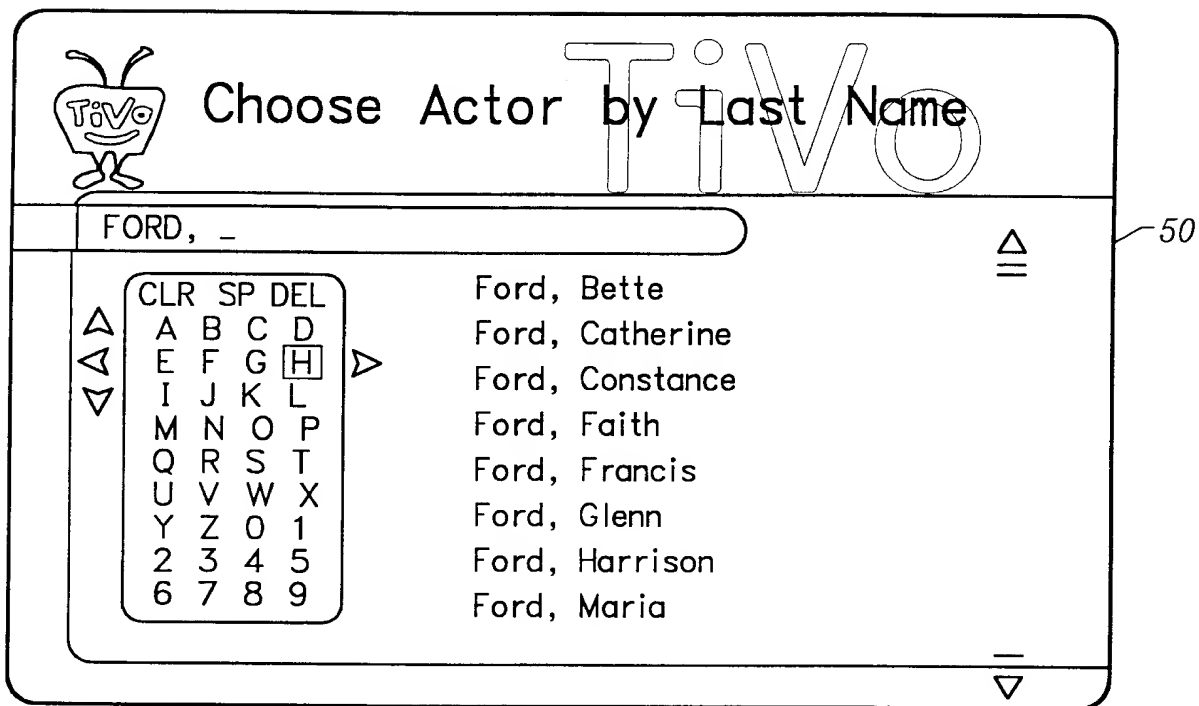 TiVo
TiVo
Choose Actor by Last Name
FORD, _
50
CLR SP DEL
A B C D
E F G H
I J K L
M N O P
Q R S T
U V W X
Y Z 0 1
2 3 4 5
6 7 8 9
Ford, Bette
Ford, Catherine
Ford, Constance
Ford, Faith
Ford, Francis
Ford, Glenn
Ford, Harrison
Ford, Maria